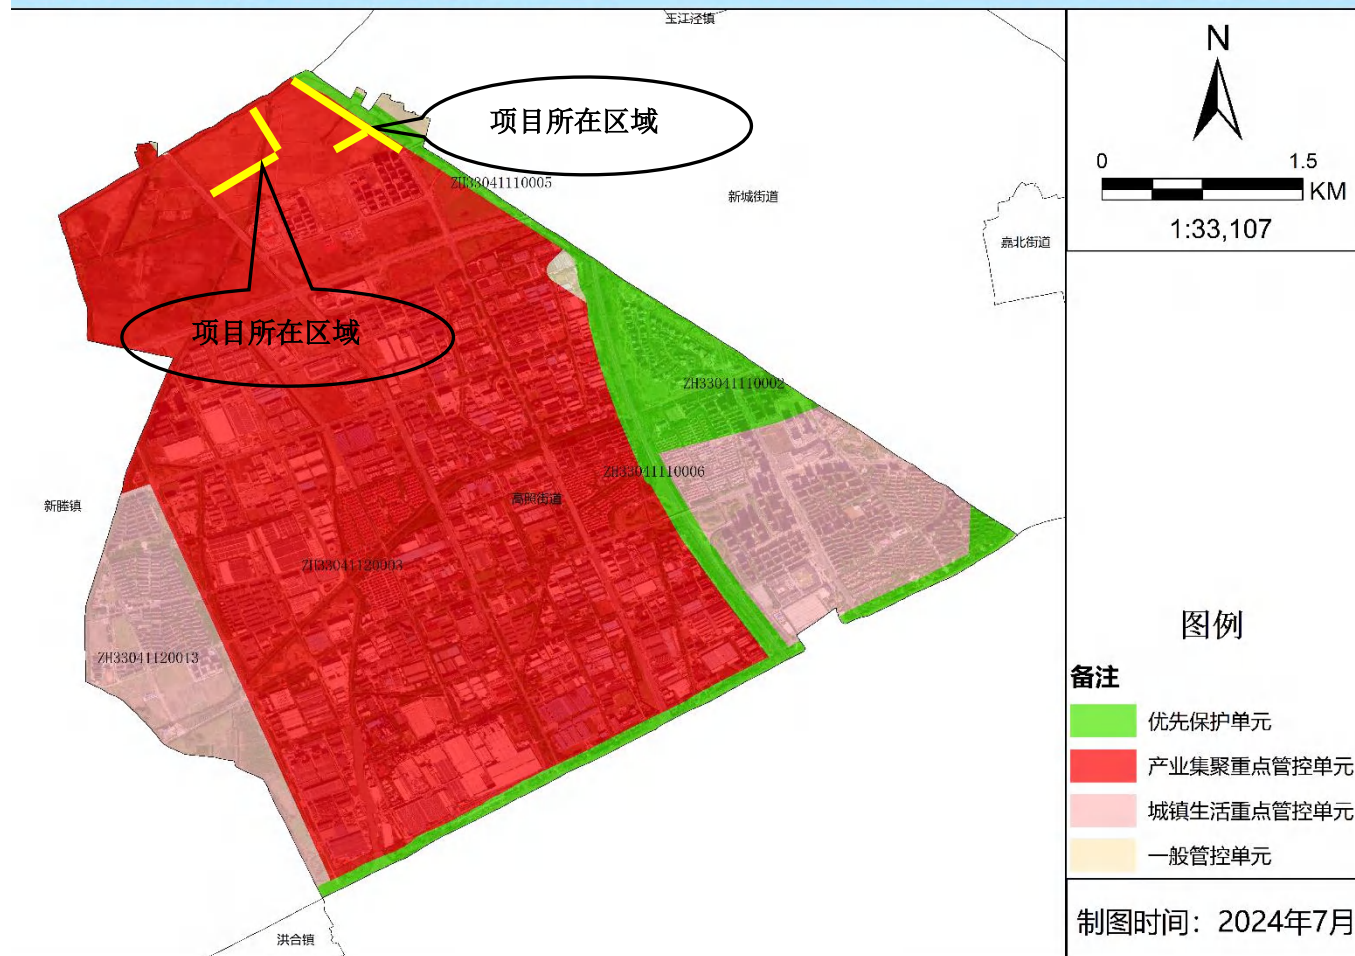 王江泾镇
N
项目所在区域
0 1.5
KM
ZH33041110005
新城街道
1:33,107
嘉北街道
项目所在区域
ZH33041110002
ZH33041110006
新塍镇
高照街道
ZH33041120003
图例
ZH33041120013
备注
优先保护单元
产业集聚重点管控单元
城镇生活重点管控单元
一般管控单元
制图时间：2024年7月
洪合镇